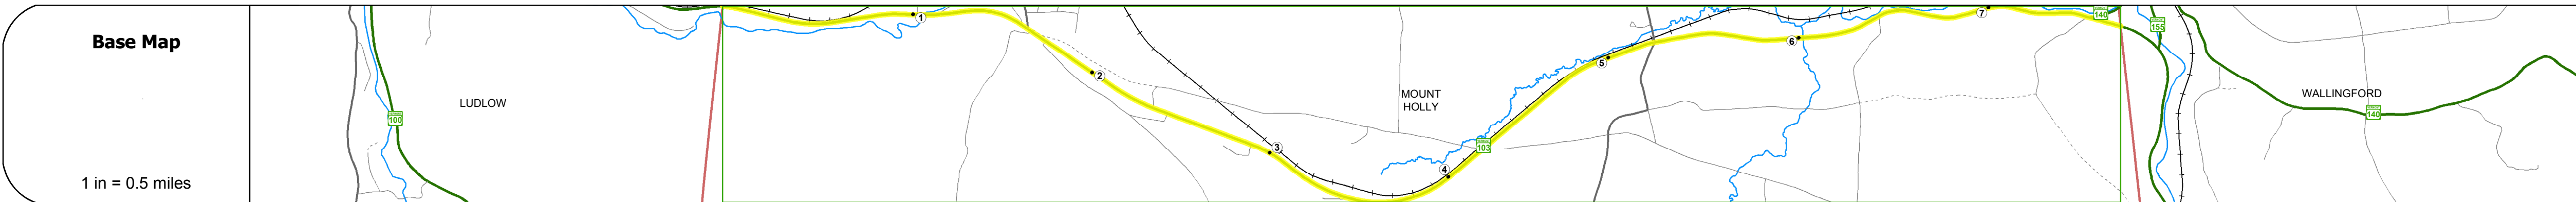 Base Map
1 in = 0.5 miles
100
LUDLOW
1
2
3
MOUNT
HOLLY
4
103
5
6
7
140
155
WALLINGFORD
140